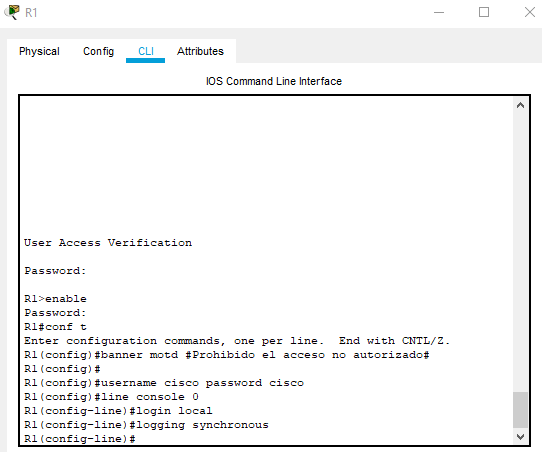 R1
Physical Config CLI Attributes
IOS Command Line Interface
User Access Verification
Password:
R1>enable
Password:
R1#conf t
Enter configuration commands, one per line.  End with CNTL/Z.
R1(config)#banner motd #Prohibido el acceso no autorizado#
R1(config)#
R1(config)#username cisco password cisco
R1(config)#line console 0
R1(config-line)#login local
R1(config-line)#logging synchronous
R1(config-line)#